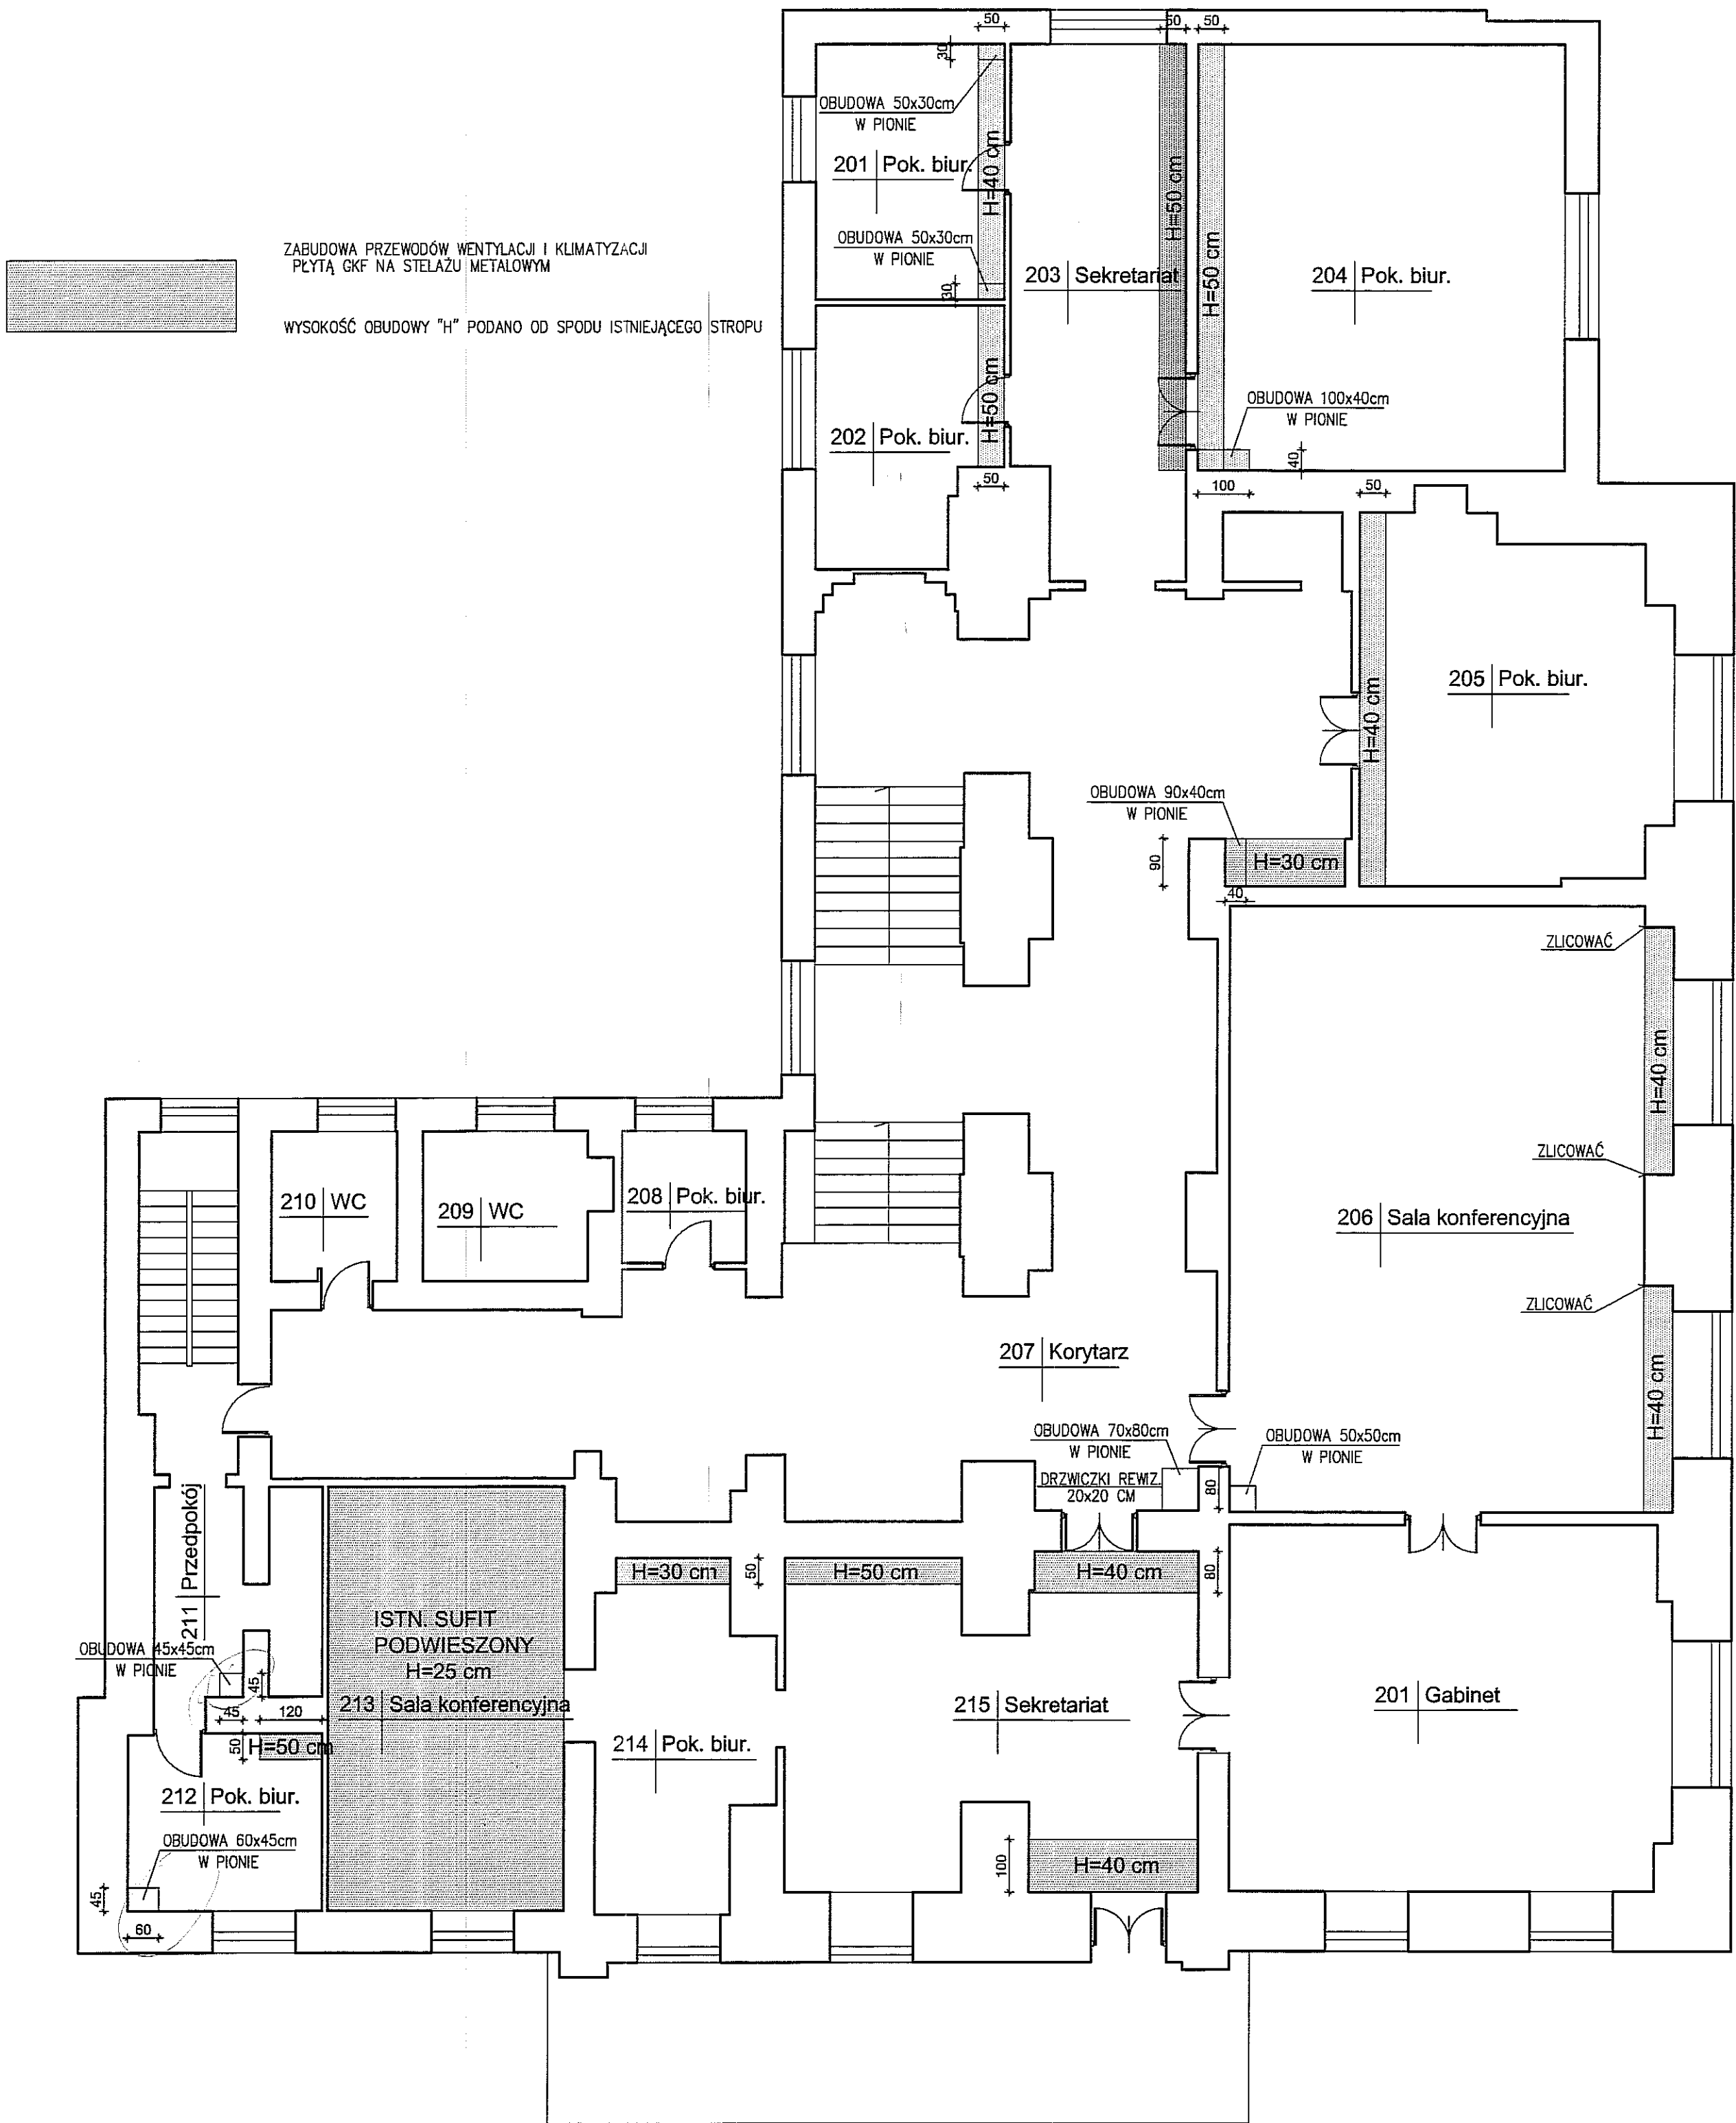 50
50
50
30
OBUDOWA 50x30cm
W PIONIE
201 Pok. biur.
H=40 cm
H=50 cm
H=50 cm
OBUDOWA 50x30cm
W PIONIE
30
ZABUDOWA PRZEWODÓW WENTYLACJI I KLIMATYZACJI
PŁYTĄ GKF NA STELAŻU METALOWYM
WYSOKOŚĆ OBUDOWY "H" PODANO OD SPODU ISTNIEJĄCEGO STROPU
203 Sekretariat
204 Pok. biur.
H=50 cm
202 Pok. biur.
50
OBUDOWA 100x40cm
W PIONIE
40
100
50
205 Pok. biur.
H=40 cm
OBUDOWA 90x40cm
W PIONIE
90
H=30 cm
40
ZLICOWAĆ
H=40 cm
ZLICOWAĆ
210 WC
209 WC
208 Pok. biur.
206 Sala konferencyjna
ZLICOWAĆ
207 Korytarz
H=40 cm
OBUDOWA 70x80cm
W PIONIE
DRZWICZKI REWIZ.
20x20 CM
80
OBUDOWA 50x50cm
W PIONIE
211 Przedpokój
H=30 cm
50
H=50 cm
H=40 cm
80
ISTN. SUFIT
PODWIESZONY
H=25 cm
213 Sala konferencyjna
OBUDOWA 45x45cm
W PIONIE
45
45
120
50
H=50 cm
214 Pok. biur.
215 Sekretariat
201 Gabinet
212 Pok. biur.
OBUDOWA 60x45cm
W PIONIE
45
60
100
H=40 cm